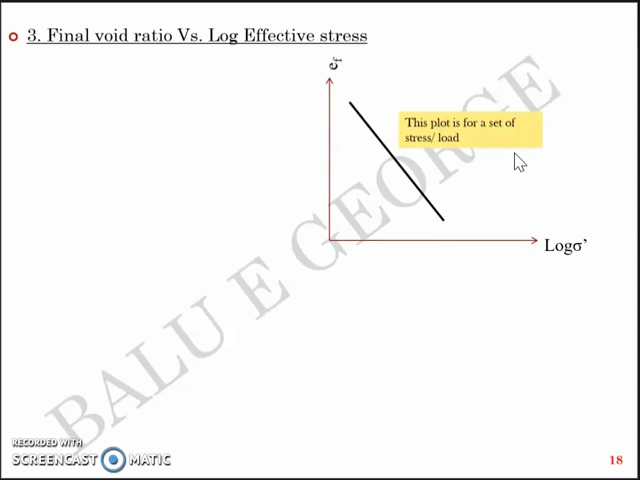 3. Final void ratio Vs. Log Effective stress
ef
This plot is for a set of
stress/ load
Logσ'
BALU E GEORGE
RECORDED WITH
SCREENCAST MATIC
18